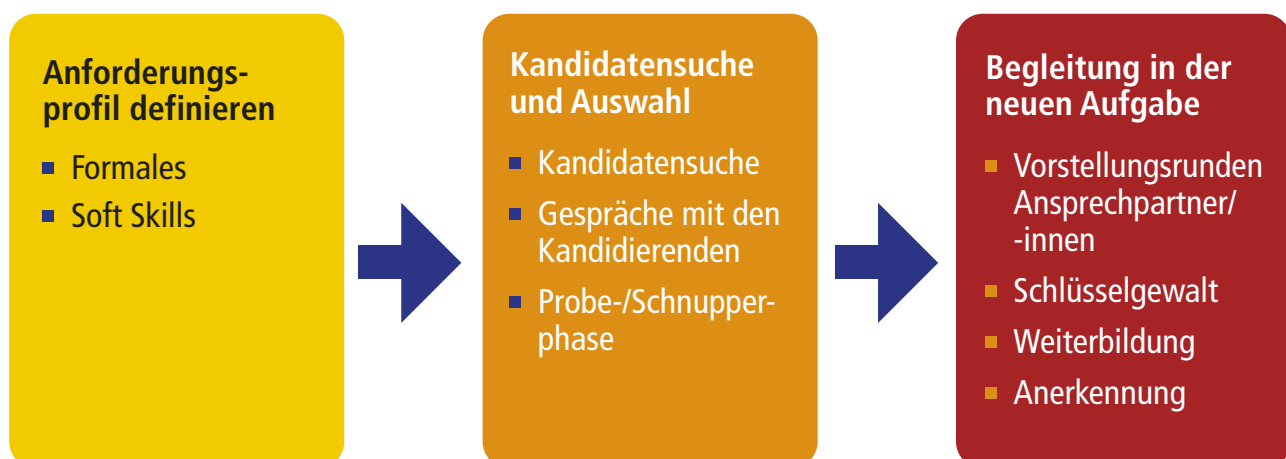 Anforderungs-
profil definieren
Formales
Soft Skills
Kandidatensuche
und Auswahl
Kandidatensuche
Gespräche mit den
Kandidierenden
Probe-/Schnupper-
phase
Begleitung in der
neuen Aufgabe
Vorstellungsrunden
Ansprechpartner/
-innen
Schlüsselgewalt
Weiterbildung
Anerkennung